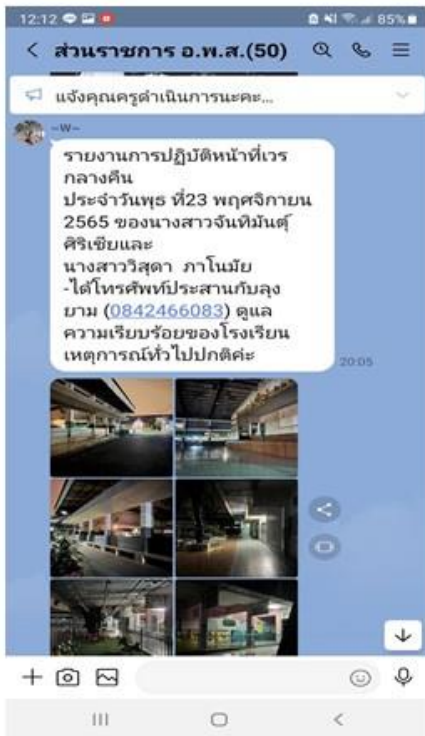 12:12
85%
ส่วนราชการ อ.พ.ส.(50)
แจ้งคุณครูดำเนินการนะคะ...
~W~
รายงานการปฏิบัติหน้าที่เวร
กลางคืน
ประจำวันพุธ ที่23 พฤศจิกายน
2565 ของนางสาวจันทิมันตุ์
ศิริเชียและ
นางสาววิสุดา ภาโนมัย
-ได้โทรศัพท์ประสานกับลุง
ยาม (0842466083) ดูแล
ความเรียบร้อยของโรงเรียน
เหตุการณ์ทั่วไปปกติค่ะ
20:05